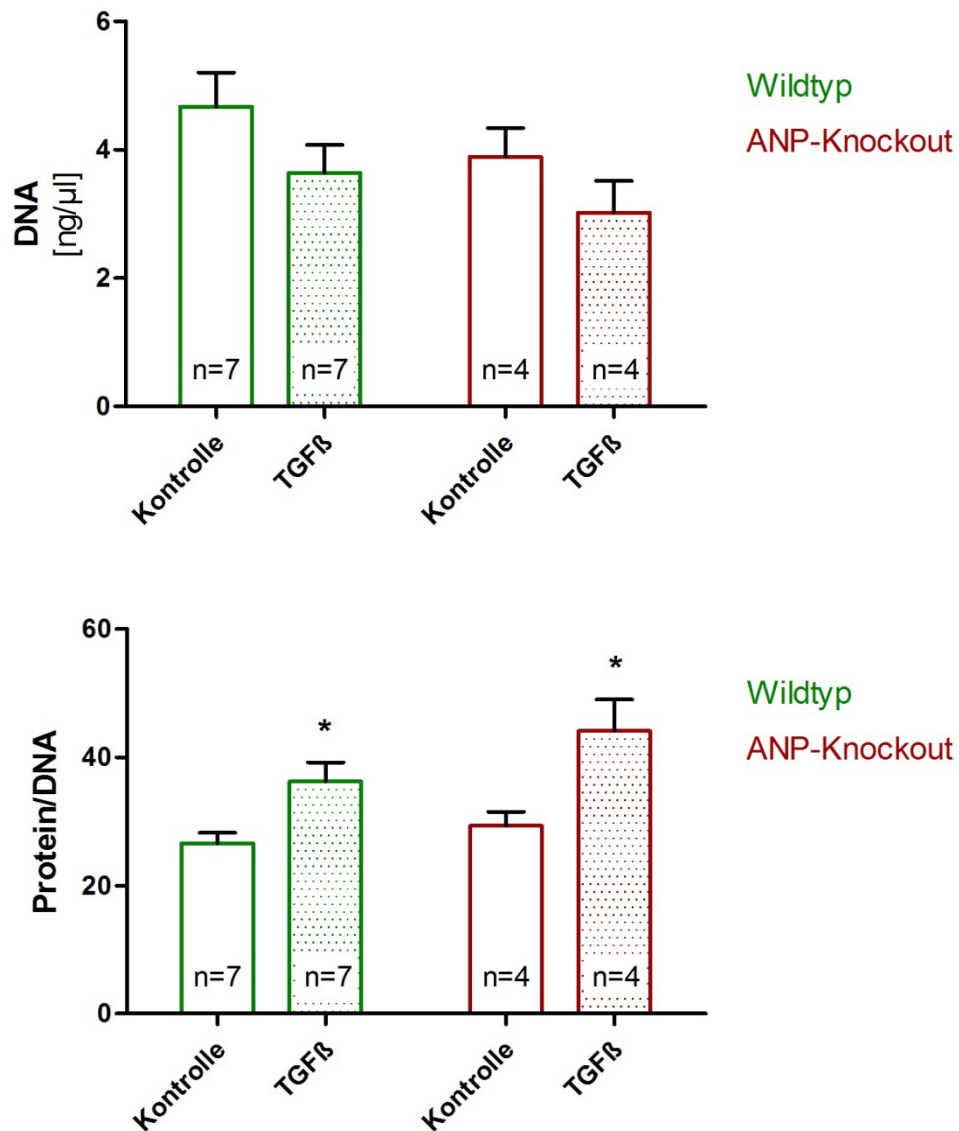 6
4
2
0
DNA
[ng/µl]
n=7
n=7
n=4
n=4
Kontrolle
TGFß
Kontrolle
TGFß
Wildtyp
ANP-Knockout
60
40
20
0
Protein/DNA
*
*
n=7
n=7
n=4
n=4
Kontrolle
TGFß
Kontrolle
TGFß
Wildtyp
ANP-Knockout